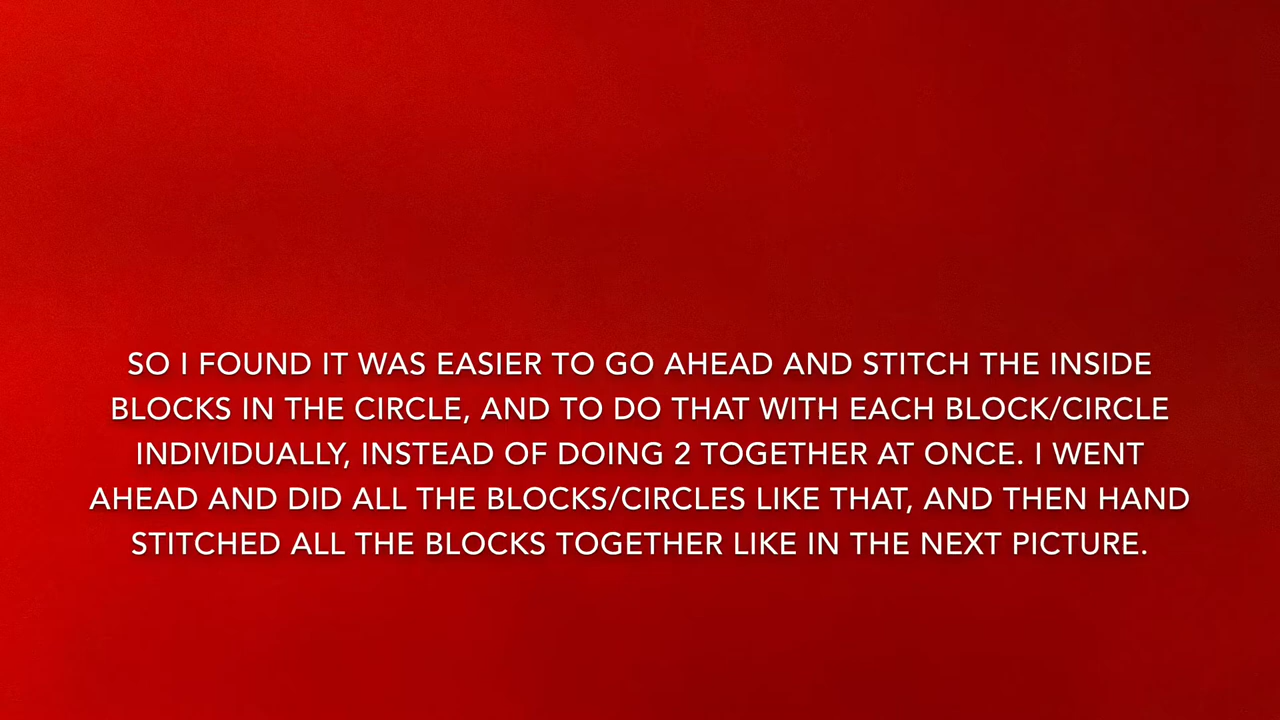 SO I FOUND IT WAS EASIER TO GO AHEAD AND STITCH THE INSIDE
BLOCKS IN THE CIRCLE, AND TO DO THAT WITH EACH BLOCK/CIRCLE
INDIVIDUALLY, INSTEAD OF DOING 2 TOGETHER AT ONCE. I WENT
AHEAD AND DID ALL THE BLOCKS/CIRCLES LIKE THAT, AND THEN HAND
STITCHED ALL THE BLOCKS TOGETHER LIKE IN THE NEXT PICTURE.